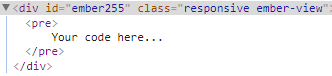 ▼<div id="ember255" class="responsive ember-view">
▼<pre>
Your code here...
</pre>
</div>